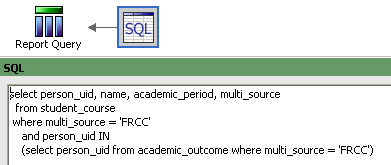 SQL
Report Query
SQL
select person_uid, name, academic_period, multi_source
from student_course
where multi_source = 'FRCC'
and person_uid IN
(select person_uid from academic_outcome where multi_source = 'FRCC')